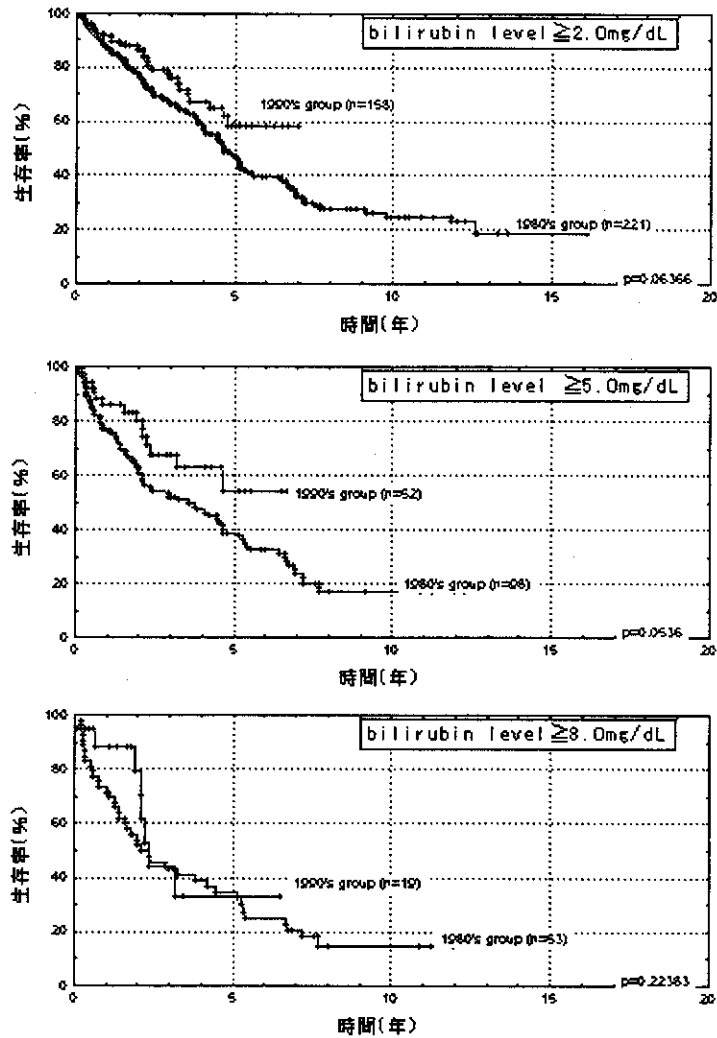 bilirubin level ≧2.0mg/dL
100
80
60
40
20
0
生存率(%)
1990's group (n=158)
1980's group (n=221)
p=0.06366
0
5
10
15
20
時間(年)
bilirubin level ≧5.0mg/dL
100
80
60
40
20
0
生存率(%)
1990's group (n=52)
1980's group (n=98)
p=0.0536
0
5
10
15
20
時間(年)
bilirubin level ≧8.0mg/dL
100
80
60
40
20
0
生存率(%)
1990's group (n=19)
1980's group (n=53)
p=0.22383
0
5
10
15
20
時間(年)